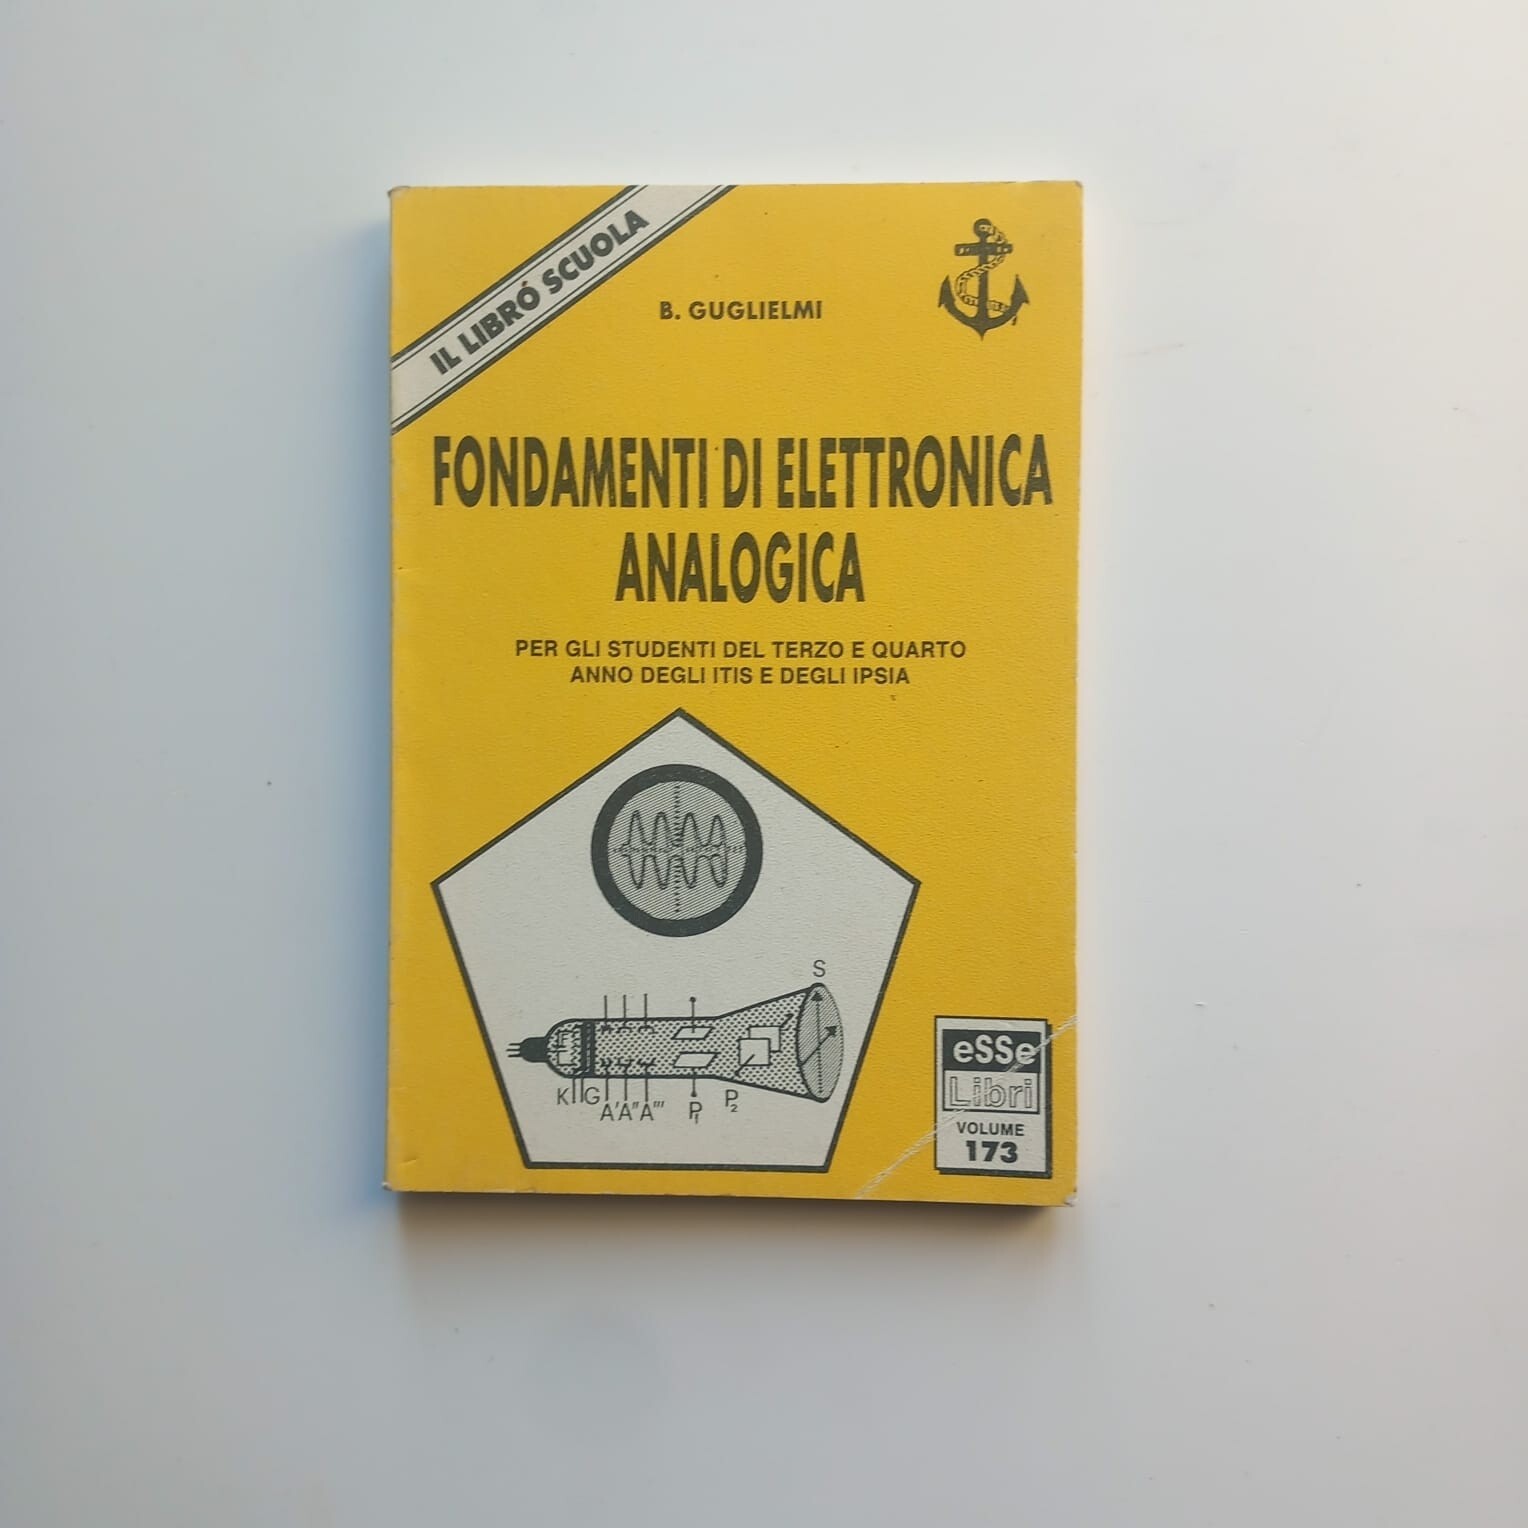 IL LIBRO SCUOLA
B. GUGLIELMI
FONDAMENTI DI ELETTRONICA
ANALOGICA
PER GLI STUDENTI DEL TERZO E QUARTO
ANNO DEGLI ITIS E DEGLI IPSIA
S
K G A' A'' A''' P1 P2
eSSe
Libri
VOLUME
173